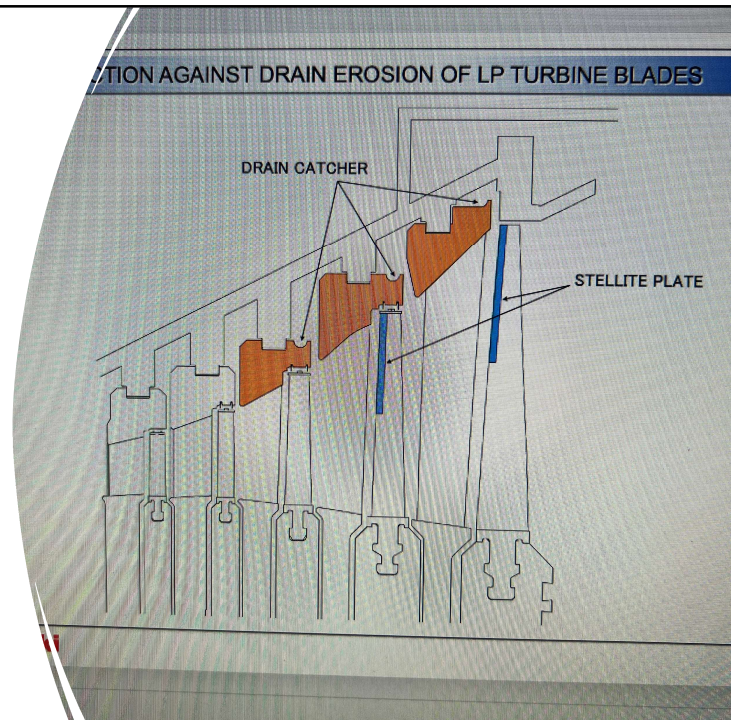 CTION AGAINST DRAIN EROSION OF LP TURBINE BLADES
DRAIN CATCHER
STELLITE PLATE